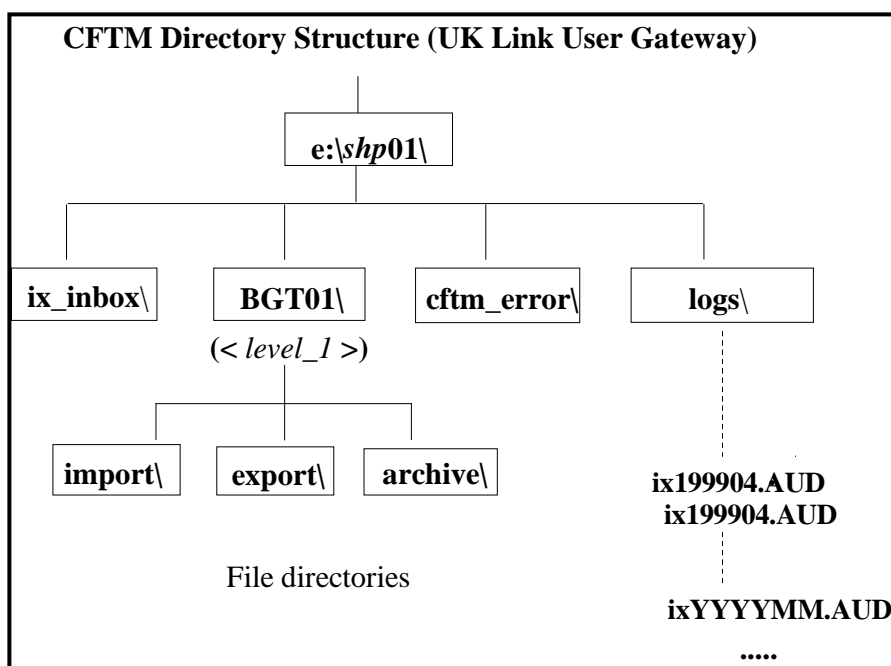 CFTM Directory Structure (UK Link User Gateway)
e:\shp01\
ix_inbox\
BGT01\
cftm_error\
logs\
(< level_1 >)
import\
export\
archive\
ix199904.AUD
ix199904.AUD
File directories
ixYYYYMM.AUD
.....